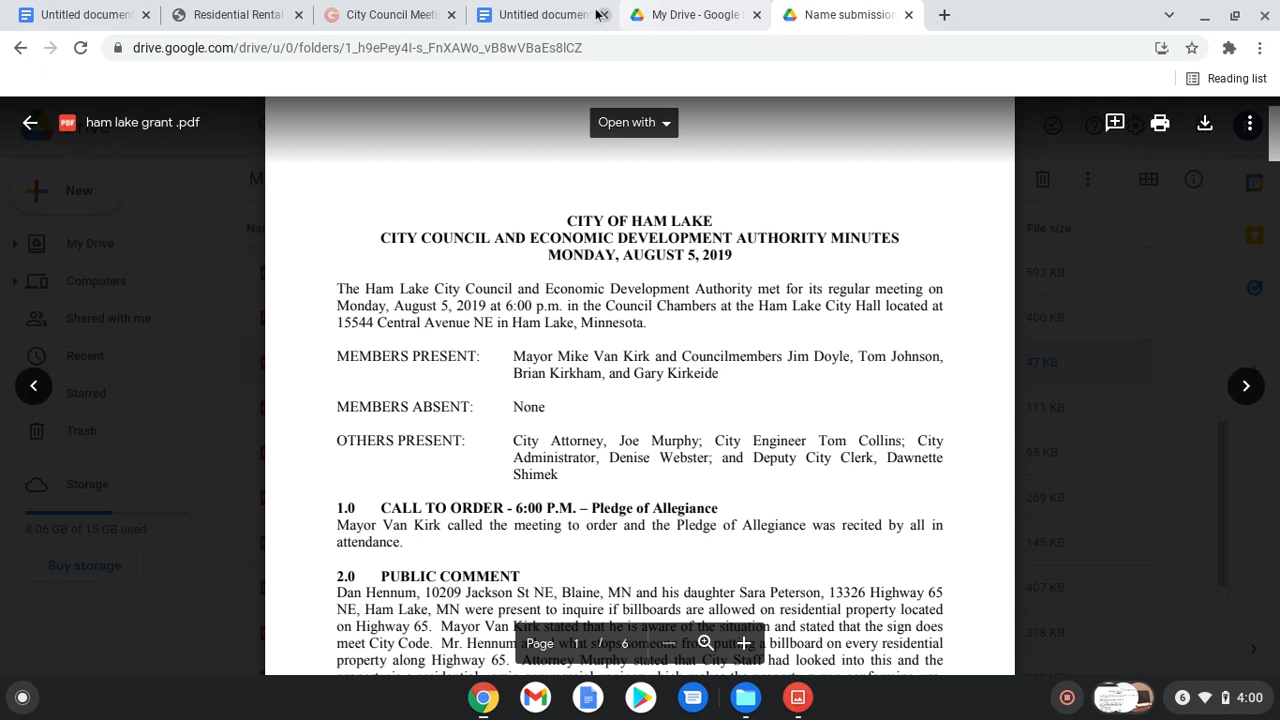 Untitled document
Residential Rental
City Council Meeti
Untitled document
My Drive - Google
Name submission
drive.google.com/drive/u/0/folders/1_h9ePey4I-s_FnXAWo_vB8wVBaEs8lCZ
Reading list
PDF ham lake grant .pdf
Open with
New
My Drive
Computers
Shared with me
Recent
Starred
Trash
Storage
8.06 GB of 15 GB used
Buy storage
File size
593 KB
400 KB
47 KB
111 KB
95 KB
269 KB
145 KB
407 KB
338 KB
CITY OF HAM LAKE
CITY COUNCIL AND ECONOMIC DEVELOPMENT AUTHORITY MINUTES
MONDAY, AUGUST 5, 2019
The Ham Lake City Council and Economic Development Authority met for its regular meeting on
Monday, August 5, 2019 at 6:00 p.m. in the Council Chambers at the Ham Lake City Hall located at
15544 Central Avenue NE in Ham Lake, Minnesota.
MEMBERS PRESENT: Mayor Mike Van Kirk and Councilmembers Jim Doyle, Tom Johnson,
Brian Kirkham, and Gary Kirkeide
MEMBERS ABSENT: None
OTHERS PRESENT: City Attorney, Joe Murphy; City Engineer Tom Collins; City
Administrator, Denise Webster; and Deputy City Clerk, Dawnette
Shimek
1.0 CALL TO ORDER - 6:00 P.M. – Pledge of Allegiance
Mayor Van Kirk called the meeting to order and the Pledge of Allegiance was recited by all in
attendance.
2.0 PUBLIC COMMENT
Dan Hennum, 10209 Jackson St NE, Blaine, MN and his daughter Sara Peterson, 13326 Highway 65
NE, Ham Lake, MN were present to inquire if billboards are allowed on residential property located
on Highway 65. Mayor Van Kirk stated that he is aware of the situation and stated that the sign does
meet City Code. Mr. Hennum asked what stops someone from putting a billboard on every residential
property along Highway 65. Attorney Murphy stated that City Staff had looked into this and the
Page 1 / 6
6 4:00